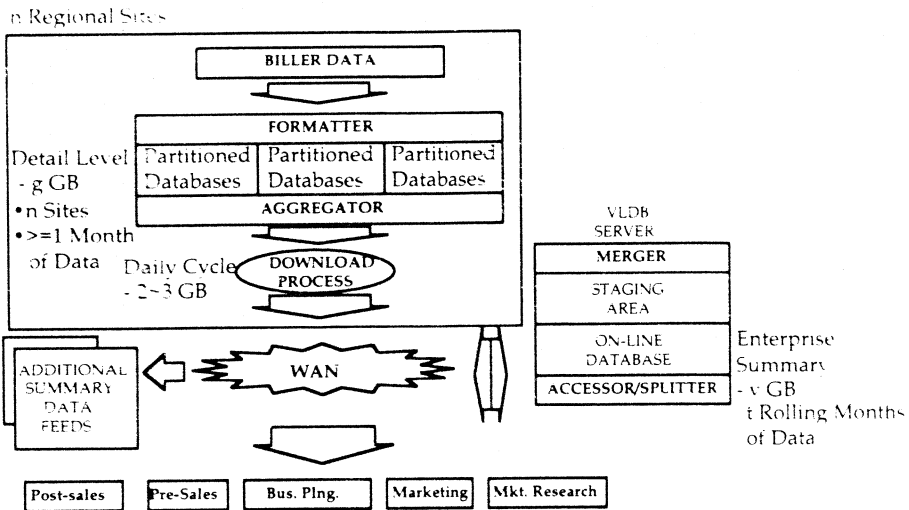 n Regional Sites
BILLER DATA
FORMATTER
Partitioned Databases
Partitioned Databases
Partitioned Databases
AGGREGATOR
Detail Level
- g GB
•n Sites
•>=1 Month
of Data
Daily Cycle
- 2~3 GB
DOWNLOAD
PROCESS
VLDB
SERVER
MERGER
STAGING
AREA
ON-LINE
DATABASE
ACCESSOR/SPLITTER
Enterprise
Summary
- v GB
t Rolling Months
of Data
ADDITIONAL
SUMMARY
DATA
FEEDS
WAN
Post-sales
Pre-Sales
Bus. Plng.
Marketing
Mkt. Research